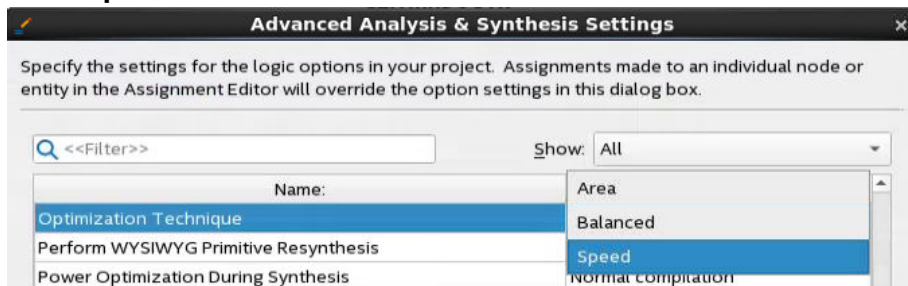 Advanced Analysis & Synthesis Settings
Specify the settings for the logic options in your project. Assignments made to an individual node or
entity in the Assignment Editor will override the option settings in this dialog box.
<<Filter>>
Show: All
Name:
Area
Optimization Technique
Balanced
Perform WYSIWYG Primitive Resynthesis
Speed
Power Optimization During Synthesis
Normal compilation